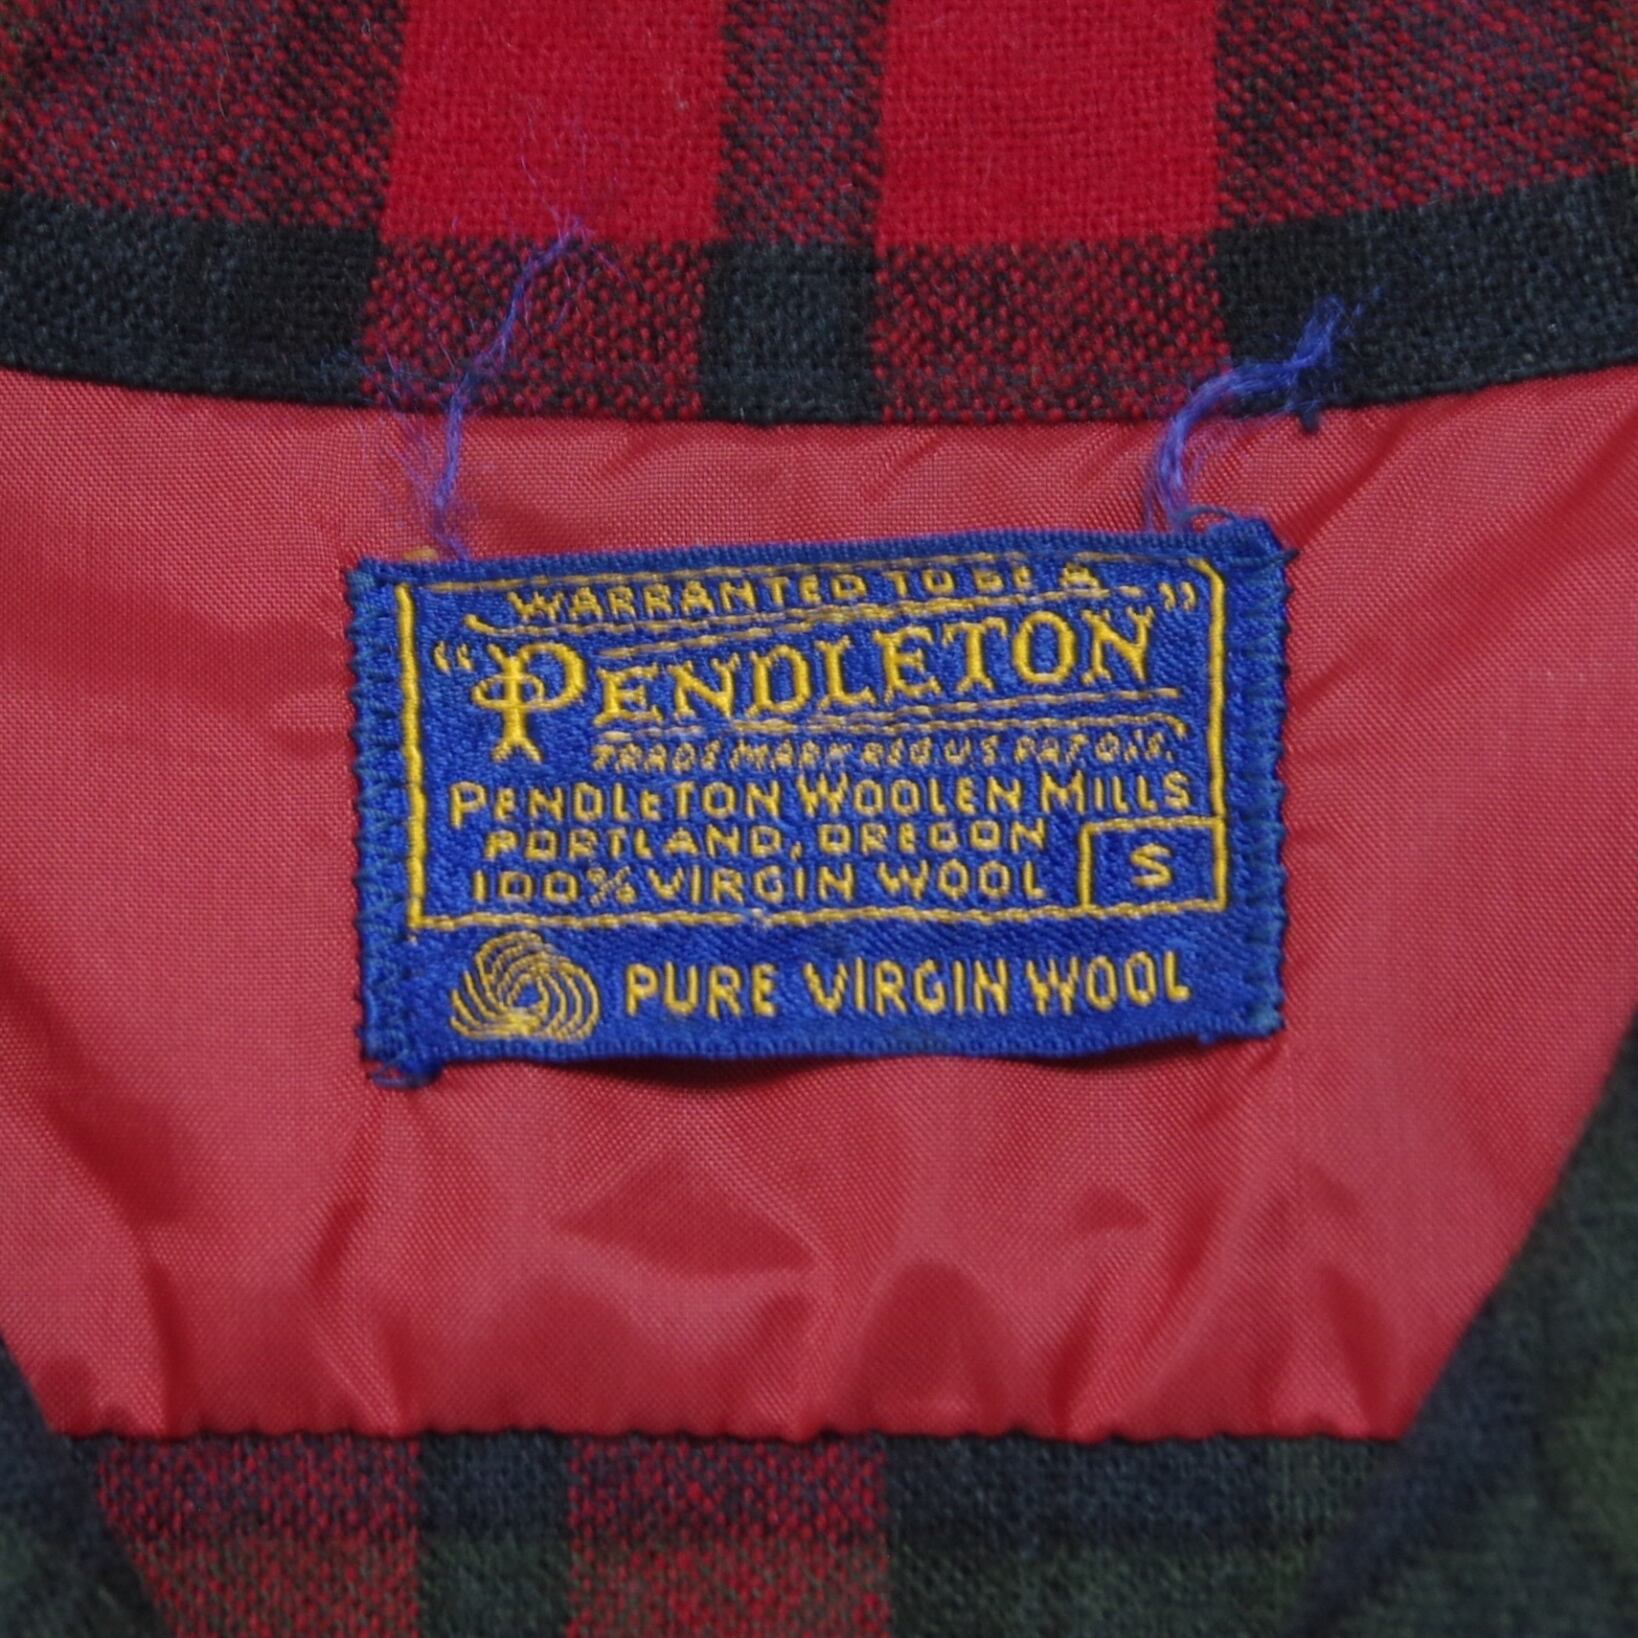 WARRANTED TO BE A
"PENDLETON"
TRADE MARK REG. U.S. PAT. OFF.
PENDLETON WOOLEN MILLS
PORTLAND, OREGON
100% VIRGIN WOOL
S
PURE VIRGIN WOOL